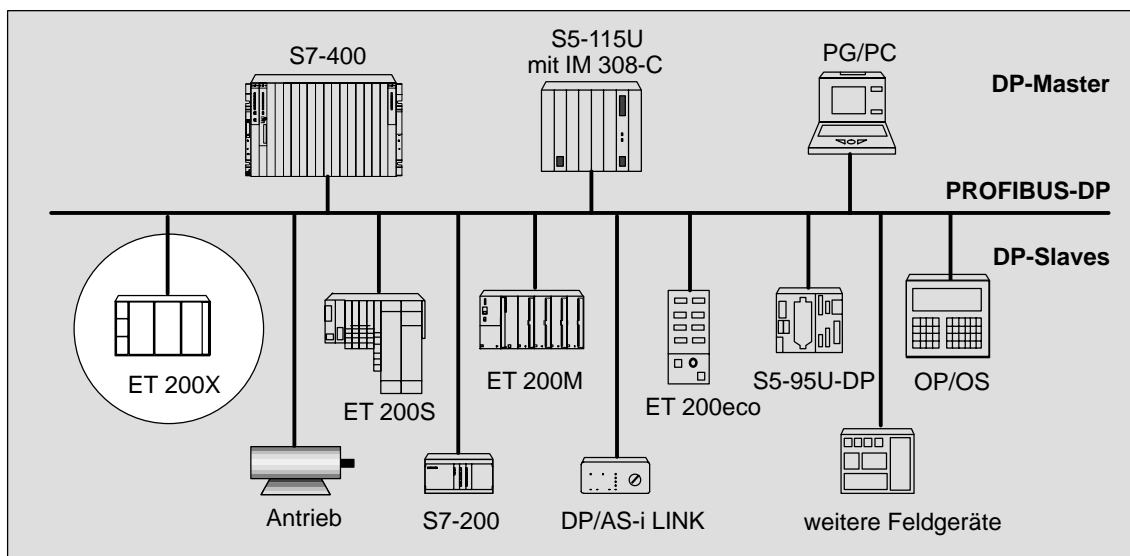 S7-400
S5-115U
mit IM 308-C
PG/PC
DP-Master
PROFIBUS-DP
DP-Slaves
ET 200X
ET 200S
ET 200M
ET 200eco
S5-95U-DP
OP/OS
Antrieb
S7-200
DP/AS-i LINK
weitere Feldgeräte